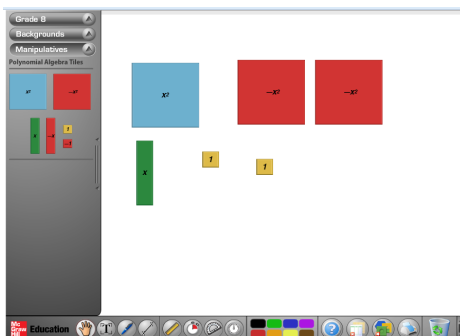 Grade 8
Backgrounds
Manipulatives
Polynomial Algebra Tiles
x²
−x²
x
−x
1
−1
x²
−x²
−x²
x
1
1
Mc
Graw
Hill
Education
T
?